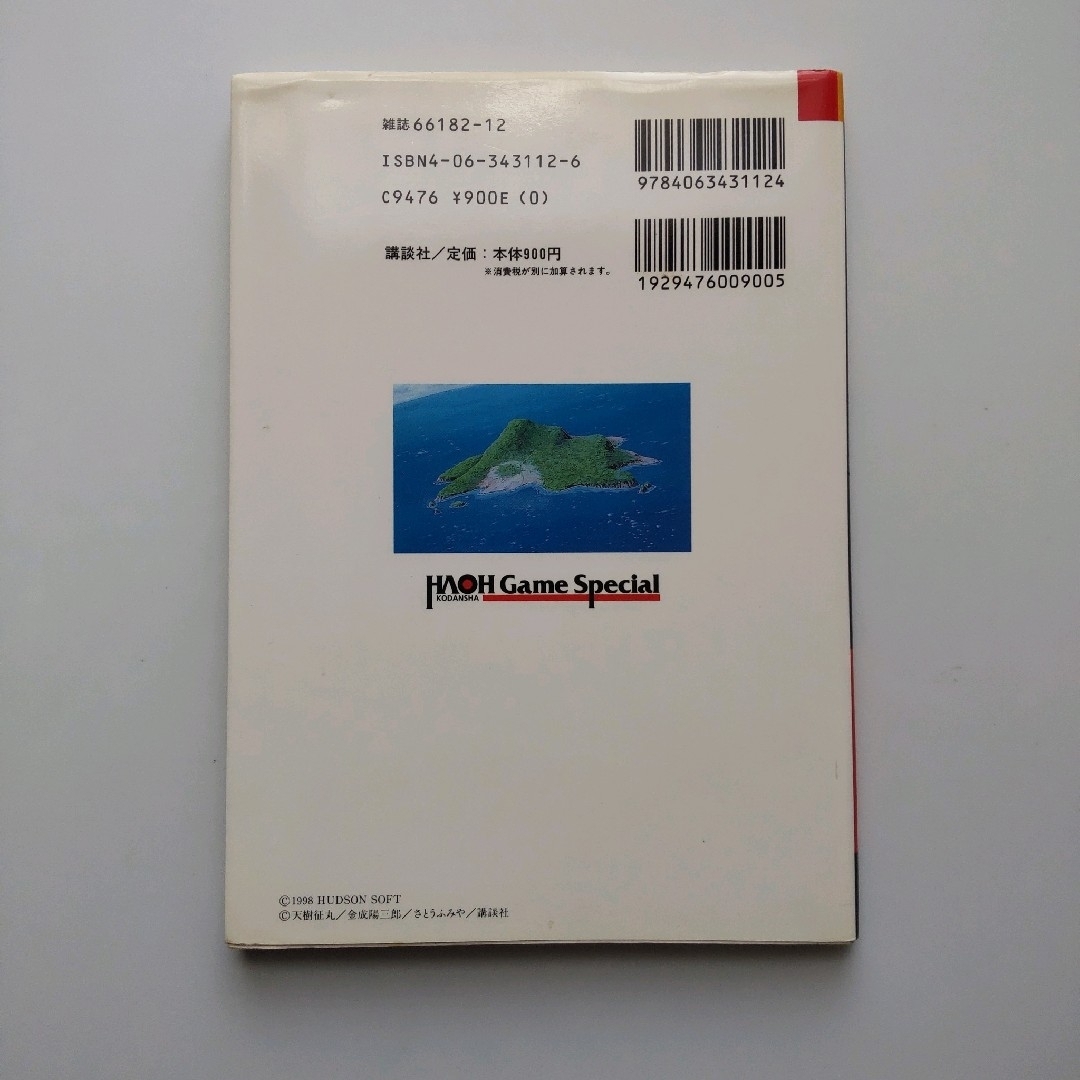 雑誌66182-12
ISBN4-06-343112-6
C9476 ¥900E (0)
講談社／定価：本体900円
※消費税が別に加算されます。
9784063431124
1929476009005
HAOH Game Special
KODANSHA
©1998 HUDSON SOFT
©天樹征丸／金成陽三郎／さとうふみや／講談社